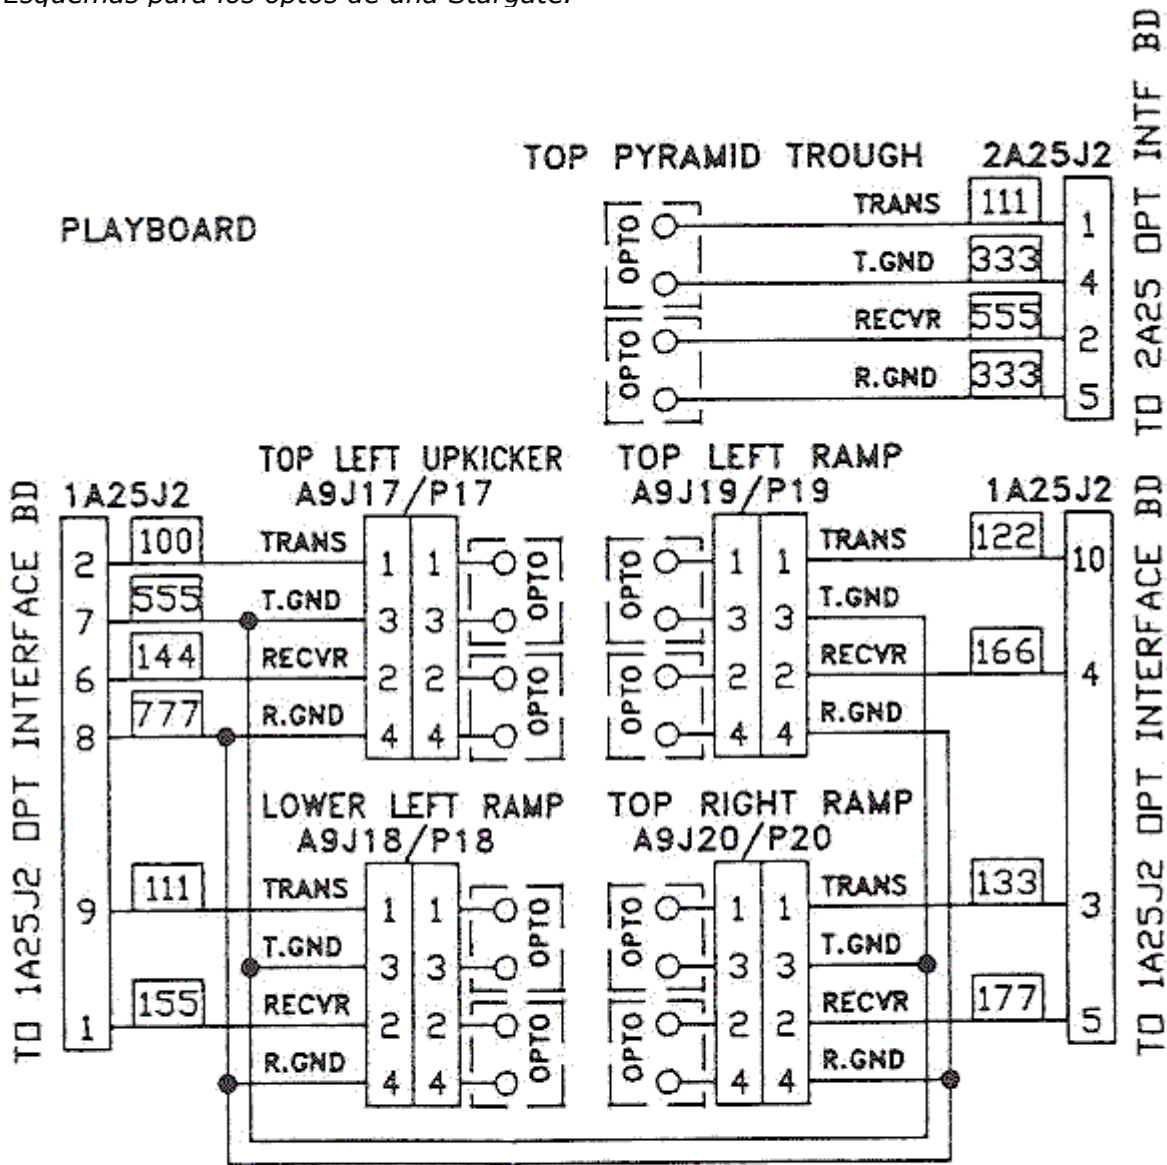 Esquemas para los optos de una Stargate.
TOP PYRAMID TROUGH 2A25J2
PLAYBOARD
OPTO
TRANS 111 1
T.GND 333 4
OPTO
RECVR 555 2
R.GND 333 5
TO 2A25 OPT INTF BD
TOP LEFT UPKICKER
A9J17/P17
1A25J2
TO 1A25J2 OPT INTERFACE BD
2 100 TRANS 1 1 OPTO
7 555 T.GND 3 3
6 144 RECVR 2 2 OPTO
8 777 R.GND 4 4
TOP LEFT RAMP
A9J19/P19
1A25J2
OPTO 1 1 TRANS 122 10
3 3 T.GND
OPTO 2 2 RECVR 166 4
4 4 R.GND
TO 1A25J2 OPT INTERFACE BD
LOWER LEFT RAMP
A9J18/P18
9 111 TRANS 1 1 OPTO
T.GND 3 3
1 155 RECVR 2 2 OPTO
R.GND 4 4
TOP RIGHT RAMP
A9J20/P20
OPTO 1 1 TRANS 133 3
3 3 T.GND
OPTO 2 2 RECVR 177 5
4 4 R.GND